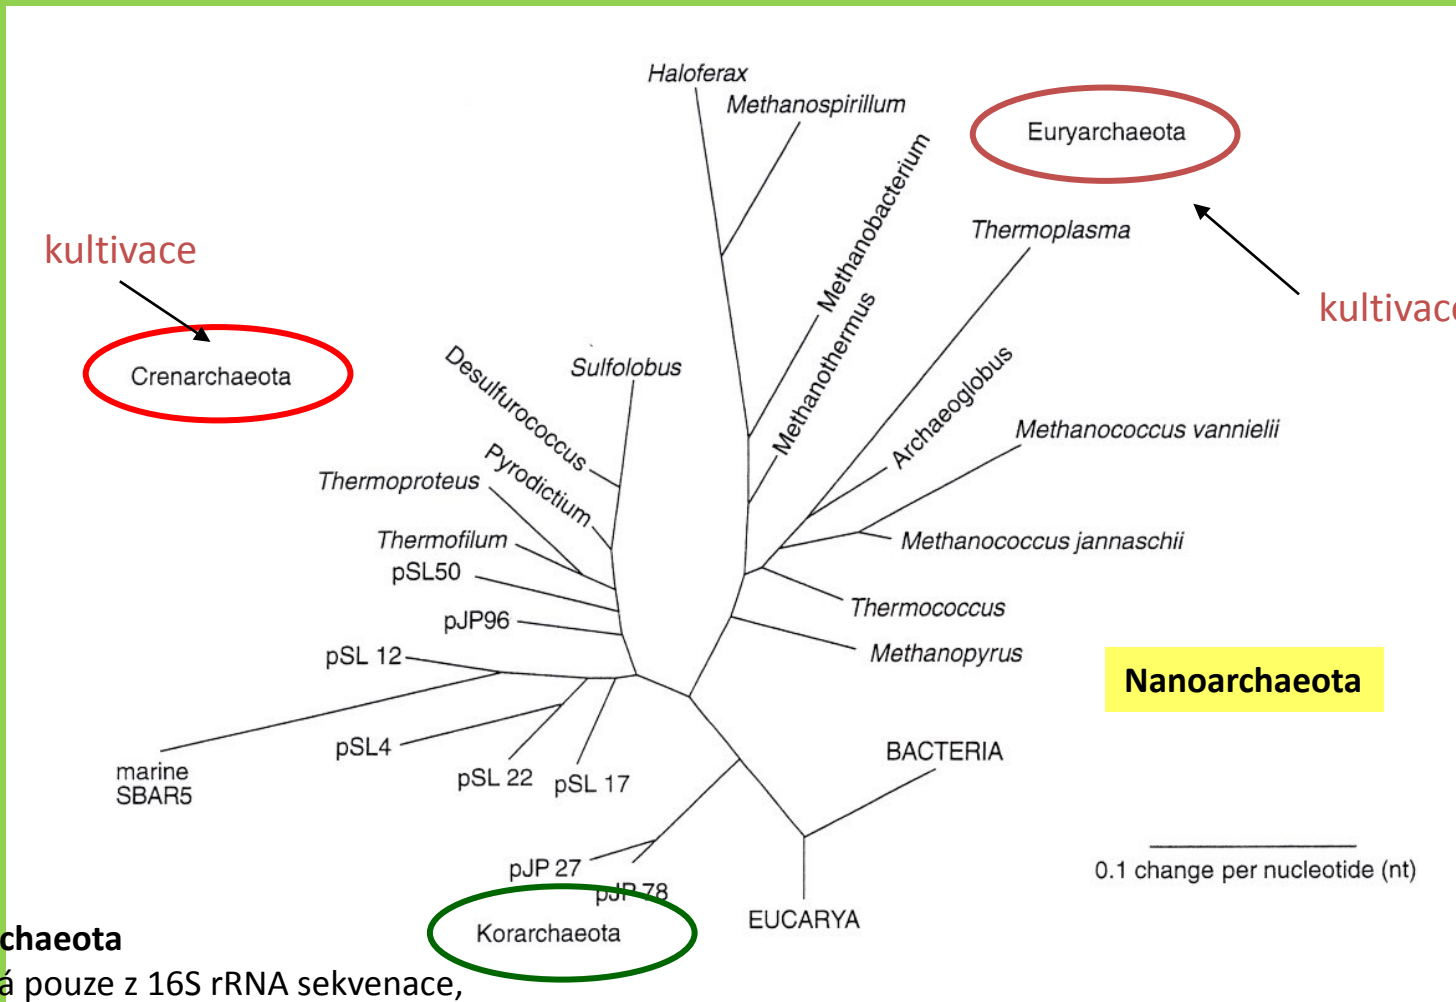 Haloferax
Methanospirillum
Euryarchaeota
Methanobacterium
Thermoplasma
kultivace
kultivace
Methanothermus
Crenarchaeota
Desulfurococcus
Sulfolobus
Archaeoglobus
Methanococcus vannielii
Pyrodictium
Thermoproteus
Thermofilum
Methanococcus jannaschii
pSL50
Thermococcus
pJP96
Methanopyrus
pSL 12
Nanoarchaeota
pSL4
BACTERIA
marine
SBAR5
pSL 22
pSL 17
pJP 27
0.1 change per nucleotide (nt)
pJP 78
EUCARYA
Korarchaeota
chaeota
á pouze z 16S rRNA sekvenace,